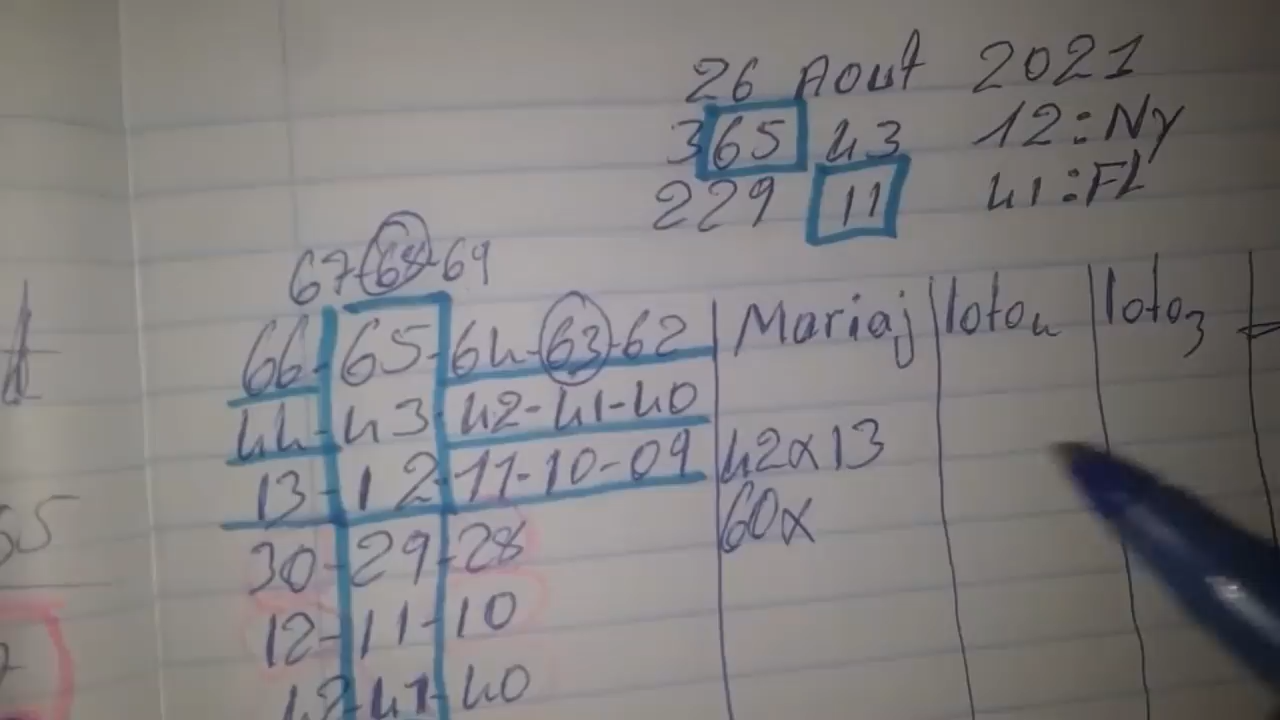 26 Aout 2021
365 43 12:Ny
229 11 41:FL
67-68-69
66-65-64-63-62 Mariaj loto4 loto3
44-43-42-41-40
13-12-11-10-09 42x13
30-29-28 60x
12-11-10
42-41-40